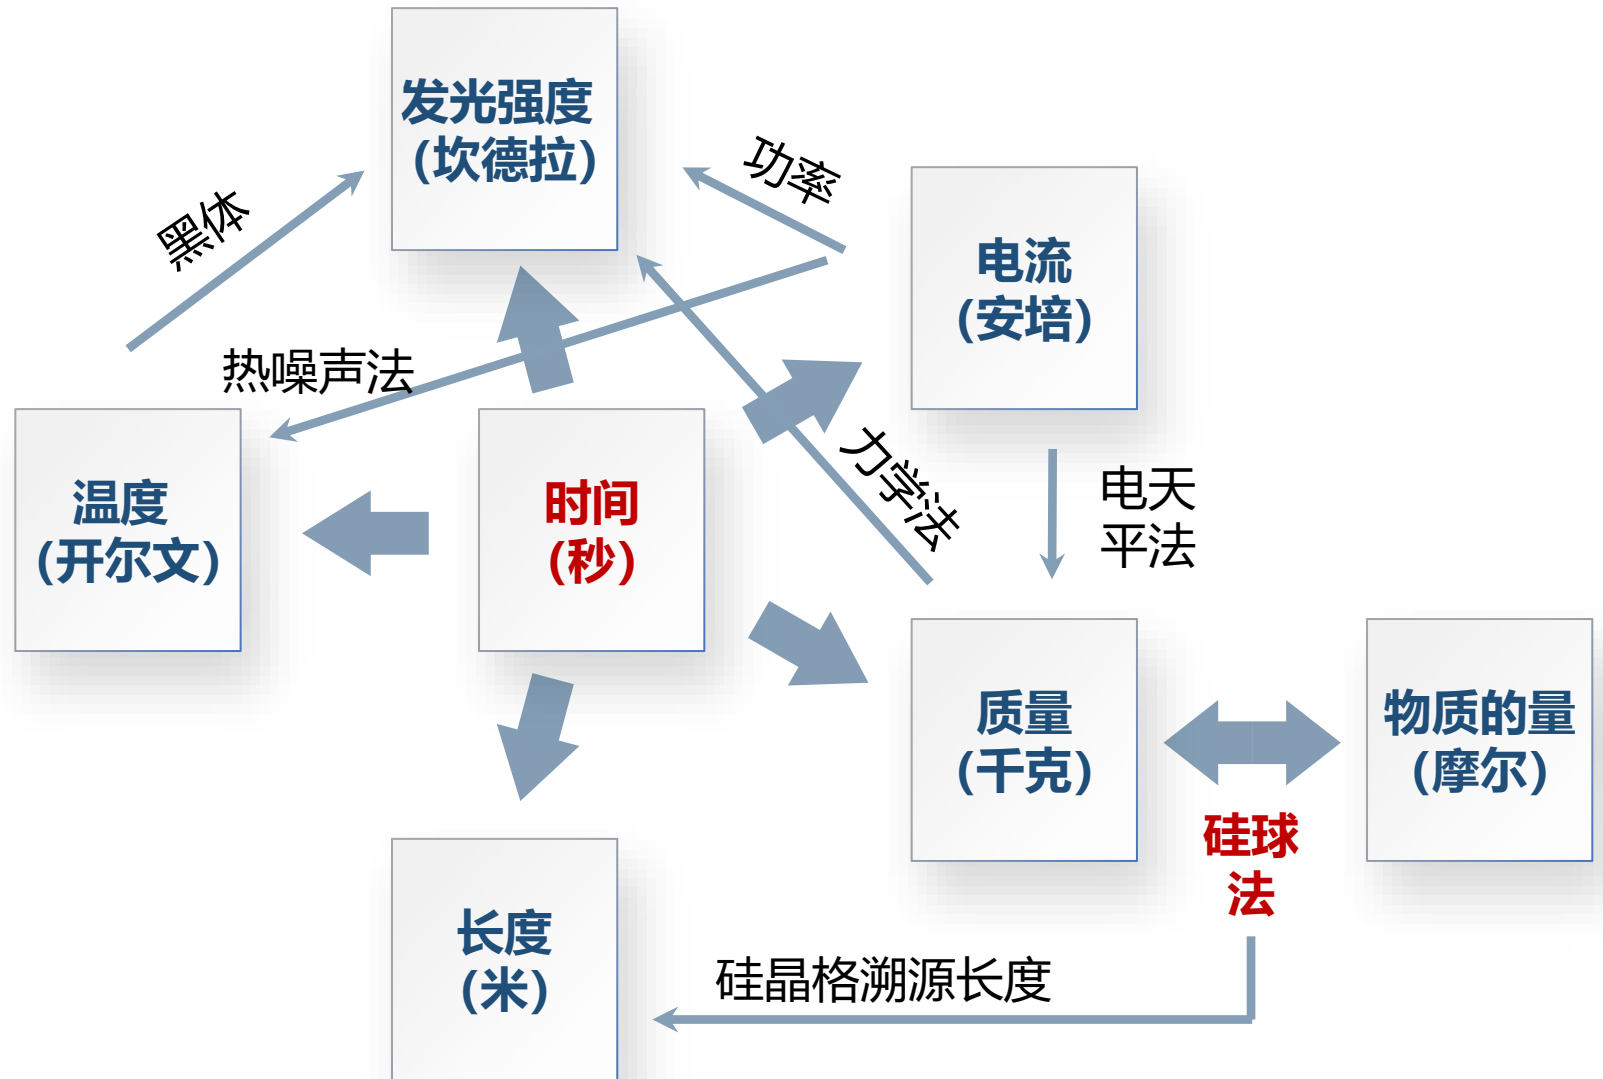 发光强度
(坎德拉)
功率
黑体
电流
(安培)
热噪声法
力学法
电天
平法
温度
(开尔文)
时间
(秒)
质量
(千克)
物质的量
(摩尔)
硅球
法
长度
(米)
硅晶格溯源长度